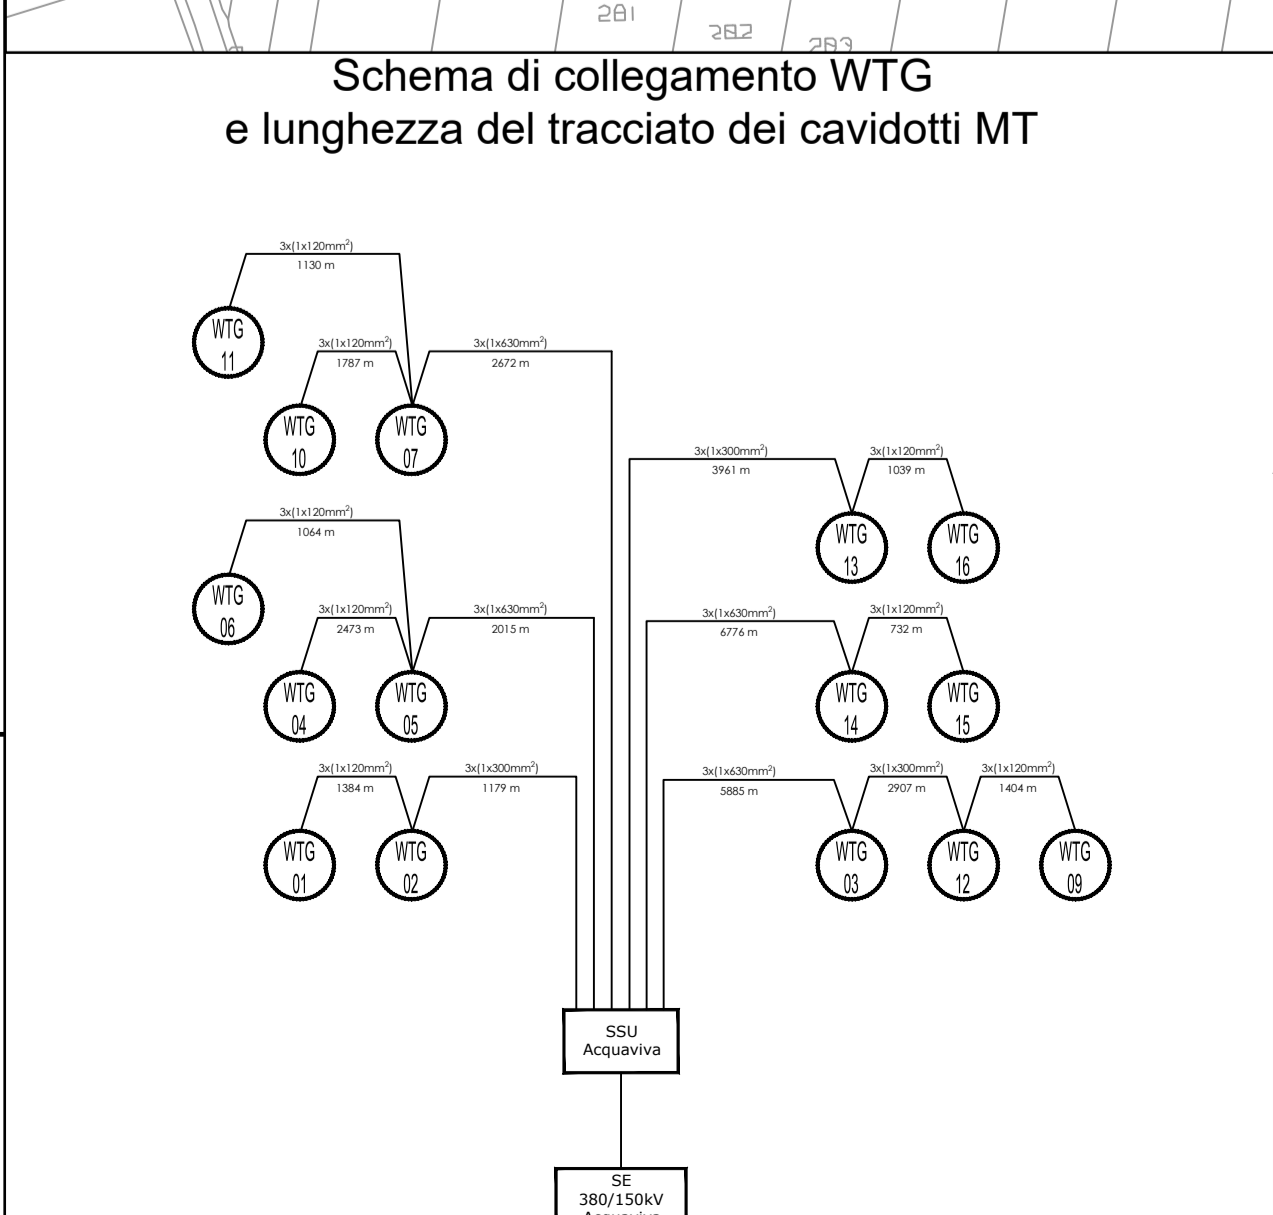 281
282
283
Schema di collegamento WTG
e lunghezza del tracciato dei cavidotti MT
3x(1x120mm²)
1130 m
WTG
11
3x(1x120mm²)
1787 m
3x(1x630mm²)
2672 m
WTG
10
WTG
07
3x(1x300mm²)
3961 m
3x(1x120mm²)
1039 m
WTG
13
WTG
16
3x(1x120mm²)
1064 m
WTG
06
3x(1x120mm²)
2473 m
3x(1x630mm²)
2015 m
WTG
04
WTG
05
3x(1x630mm²)
6776 m
3x(1x120mm²)
732 m
WTG
14
WTG
15
3x(1x120mm²)
1384 m
3x(1x300mm²)
1179 m
WTG
01
WTG
02
3x(1x630mm²)
5885 m
3x(1x300mm²)
2907 m
3x(1x120mm²)
1404 m
WTG
03
WTG
12
WTG
09
SSU
Acquaviva
SE
380/150kV
Acquaviva